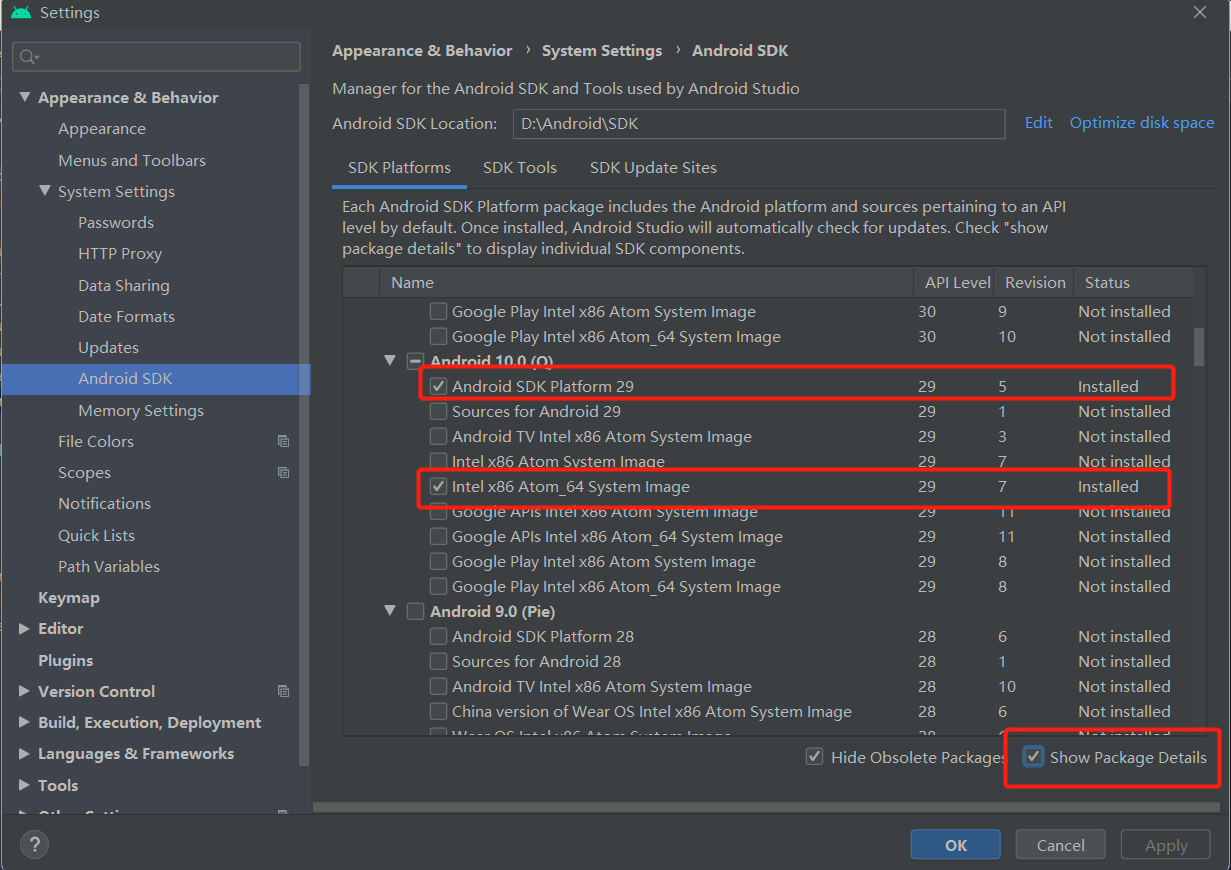 Settings
Appearance & Behavior
Appearance
Menus and Toolbars
System Settings
Passwords
HTTP Proxy
Data Sharing
Date Formats
Updates
Android SDK
Memory Settings
File Colors
Scopes
Notifications
Quick Lists
Path Variables
Keymap
Editor
Plugins
Version Control
Build, Execution, Deployment
Languages & Frameworks
Tools
Appearance & Behavior › System Settings › Android SDK
Manager for the Android SDK and Tools used by Android Studio
Android SDK Location: D:\Android\SDK Edit Optimize disk space
SDK Platforms SDK Tools SDK Update Sites
Each Android SDK Platform package includes the Android platform and sources pertaining to an API
level by default. Once installed, Android Studio will automatically check for updates. Check "show
package details" to display individual SDK components.
Name API Level Revision Status
Google Play Intel x86 Atom System Image 30 9 Not installed
Google Play Intel x86 Atom_64 System Image 30 10 Not installed
Android 10.0 (Q)
Android SDK Platform 29 29 5 Installed
Sources for Android 29 29 1 Not installed
Android TV Intel x86 Atom System Image 29 3 Not installed
Intel x86 Atom System Image 29 7 Not installed
Intel x86 Atom_64 System Image 29 7 Installed
Google APIs Intel x86 Atom System Image 29 11 Not installed
Google APIs Intel x86 Atom_64 System Image 29 11 Not installed
Google Play Intel x86 Atom System Image 29 8 Not installed
Google Play Intel x86 Atom_64 System Image 29 8 Not installed
Android 9.0 (Pie)
Android SDK Platform 28 28 6 Not installed
Sources for Android 28 28 1 Not installed
Android TV Intel x86 Atom System Image 28 10 Not installed
China version of Wear OS Intel x86 Atom System Image 28 6 Not installed
Wear OS Intel x86 Atom System Image 28 Not installed
Hide Obsolete Packages Show Package Details
? OK Cancel Apply